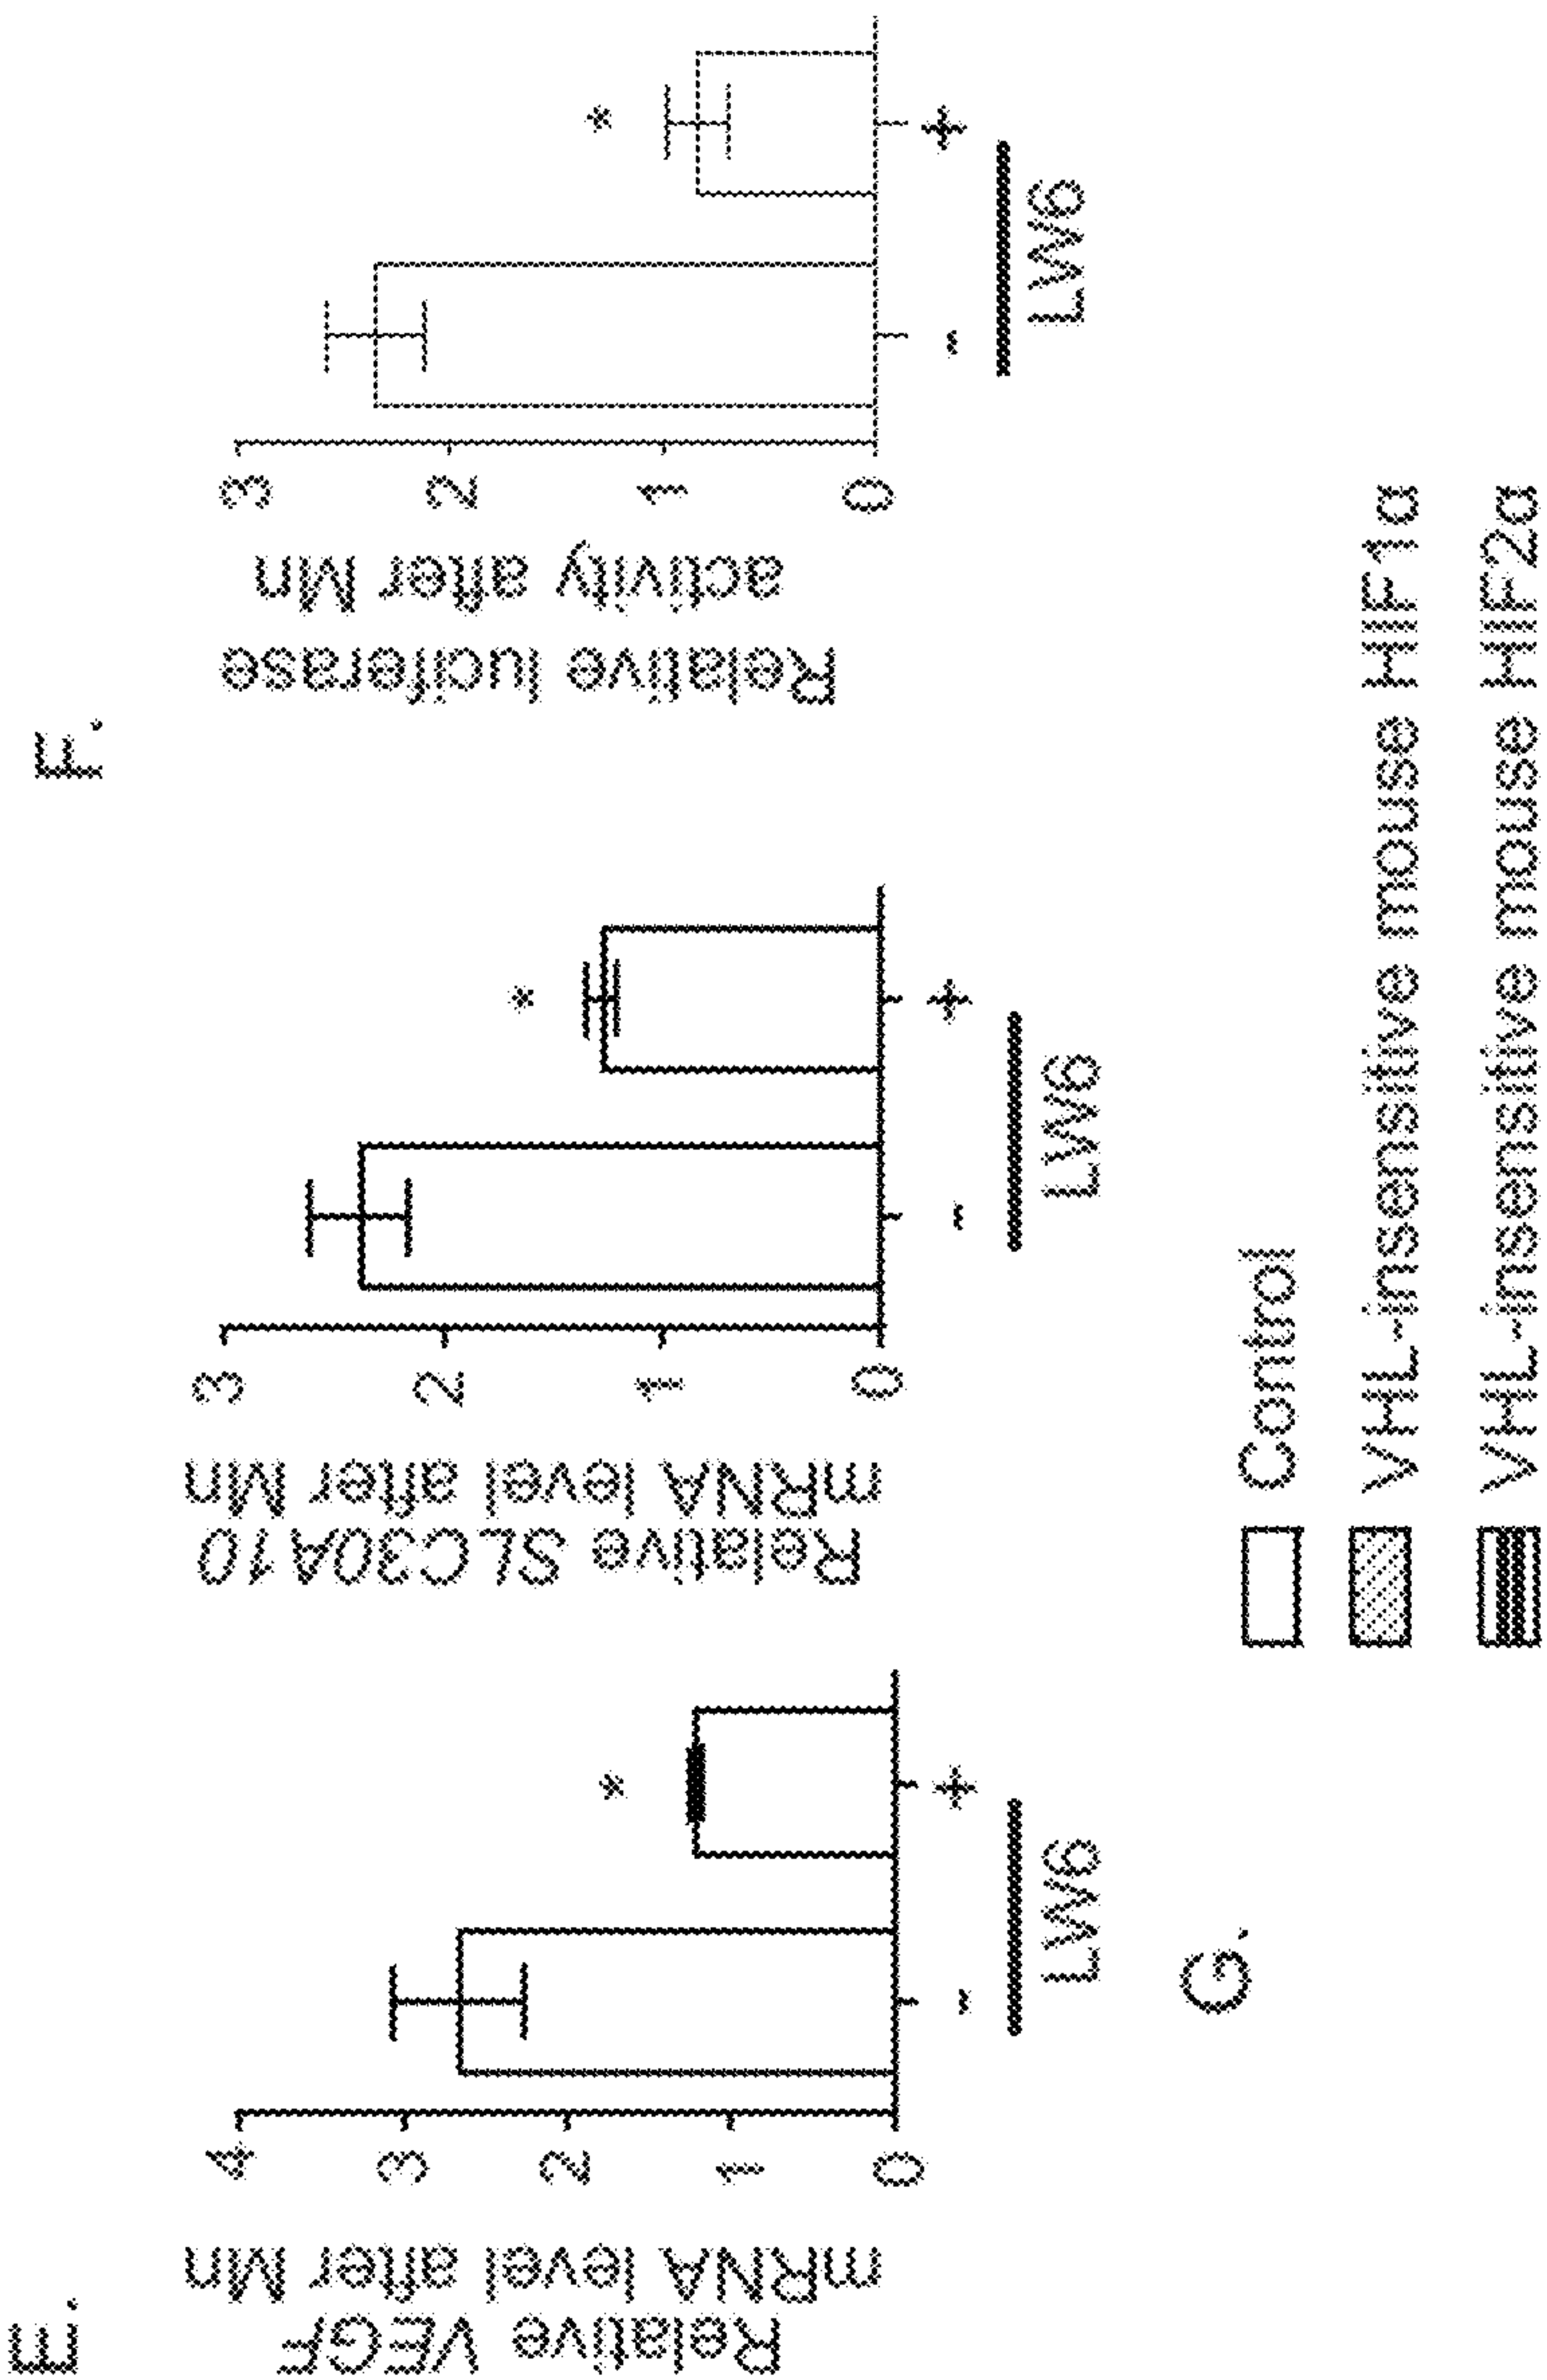 E.
Relative VEGF
mRNA level after Mn
4
3
2
1
0
*
- +
LW6
Relative SLC30A10
mRNA level after Mn
3
2
1
0
*
- +
LW6
F.
Relative luciferase
activity after Mn
3
2
1
0
*
- +
LW6
G.
Control
VHL-insensitive mouse HIF1α
VHL-insensitive mouse HIF2α